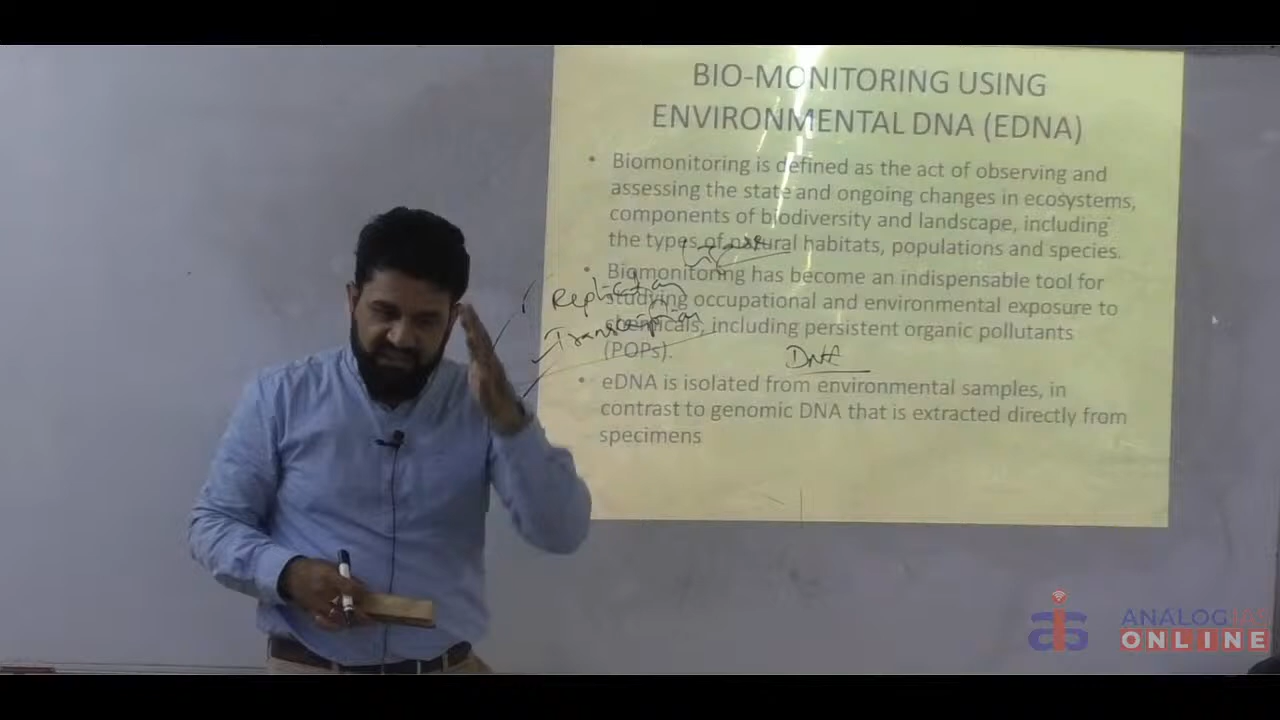 BIO-MONITORING USING
ENVIRONMENTAL DNA (EDNA)
• Biomonitoring is defined as the act of observing and
assessing the state and ongoing changes in ecosystems,
components of biodiversity and landscape, including
the types of natural habitats, populations and species.
• Biomonitoring has become an indispensable tool for
studying occupational and environmental exposure to
chemicals, including persistent organic pollutants
(POPs).
• eDNA is isolated from environmental samples, in
contrast to genomic DNA that is extracted directly from
specimens
Replication
Transcription
DNA
ANALOG IAS
ONLINE